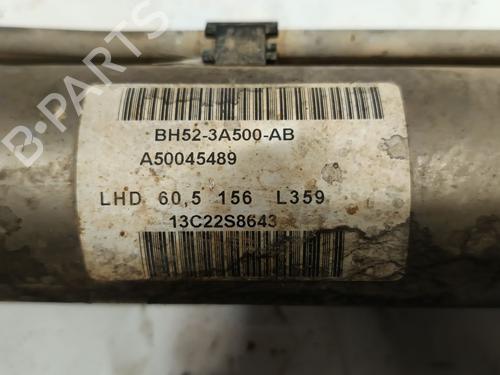 BH52-3A500-AB
A50045489
LHD 60,5 156 L359
13C22S8643
B-PARTS